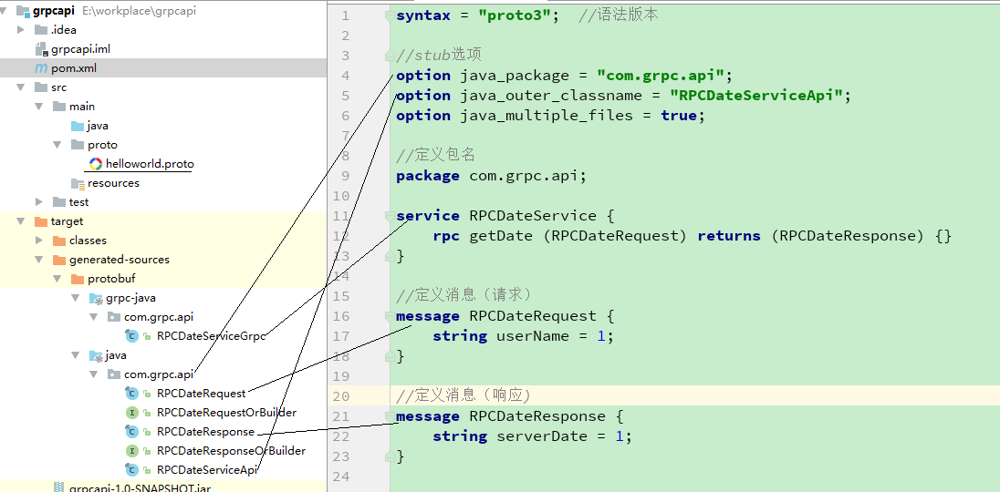 grpcapi E:\workplace\grpcapi
.idea
grpcapi.iml
pom.xml
src
main
java
proto
helloworld.proto
resources
test
target
classes
generated-sources
protobuf
grpc-java
com.grpc.api
RPCDateServiceGrpc
java
com.grpc.api
RPCDateRequest
RPCDateRequestOrBuilder
RPCDateResponse
RPCDateResponseOrBuilder
RPCDateServiceApi
grpcapi-1.0-SNAPSHOT.jar
1 syntax = "proto3"; //语法版本
2
3 //stub选项
4 option java_package = "com.grpc.api";
5 option java_outer_classname = "RPCDateServiceApi";
6 option java_multiple_files = true;
7
8 //定义包名
9 package com.grpc.api;
10
11 service RPCDateService {
12 rpc getDate (RPCDateRequest) returns (RPCDateResponse) {}
13 }
14
15 //定义消息（请求）
16 message RPCDateRequest {
17 string userName = 1;
18 }
19
20 //定义消息（响应)
21 message RPCDateResponse {
22 string serverDate = 1;
23 }
24